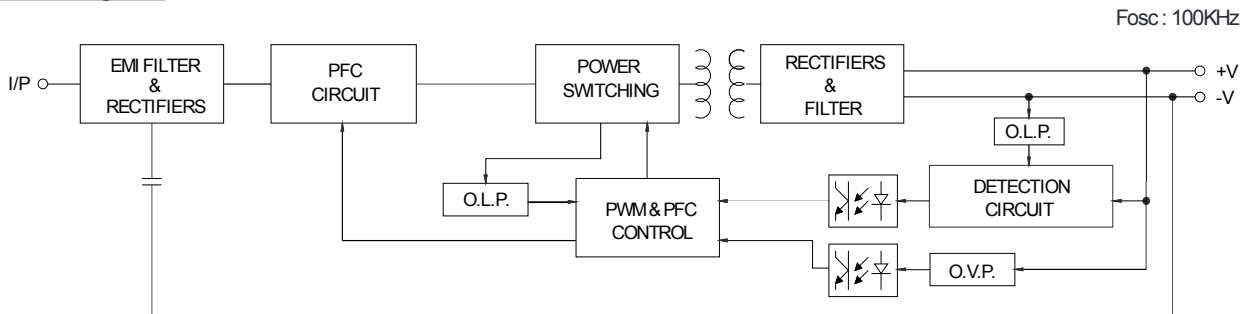 Fosc : 100KHz
I/P
EMI FILTER
&
RECTIFIERS
PFC
CIRCUIT
POWER
SWITCHING
RECTIFIERS
&
FILTER
+V
-V
O.L.P.
O.L.P.
PWM & PFC
CONTROL
DETECTION
CIRCUIT
O.V.P.